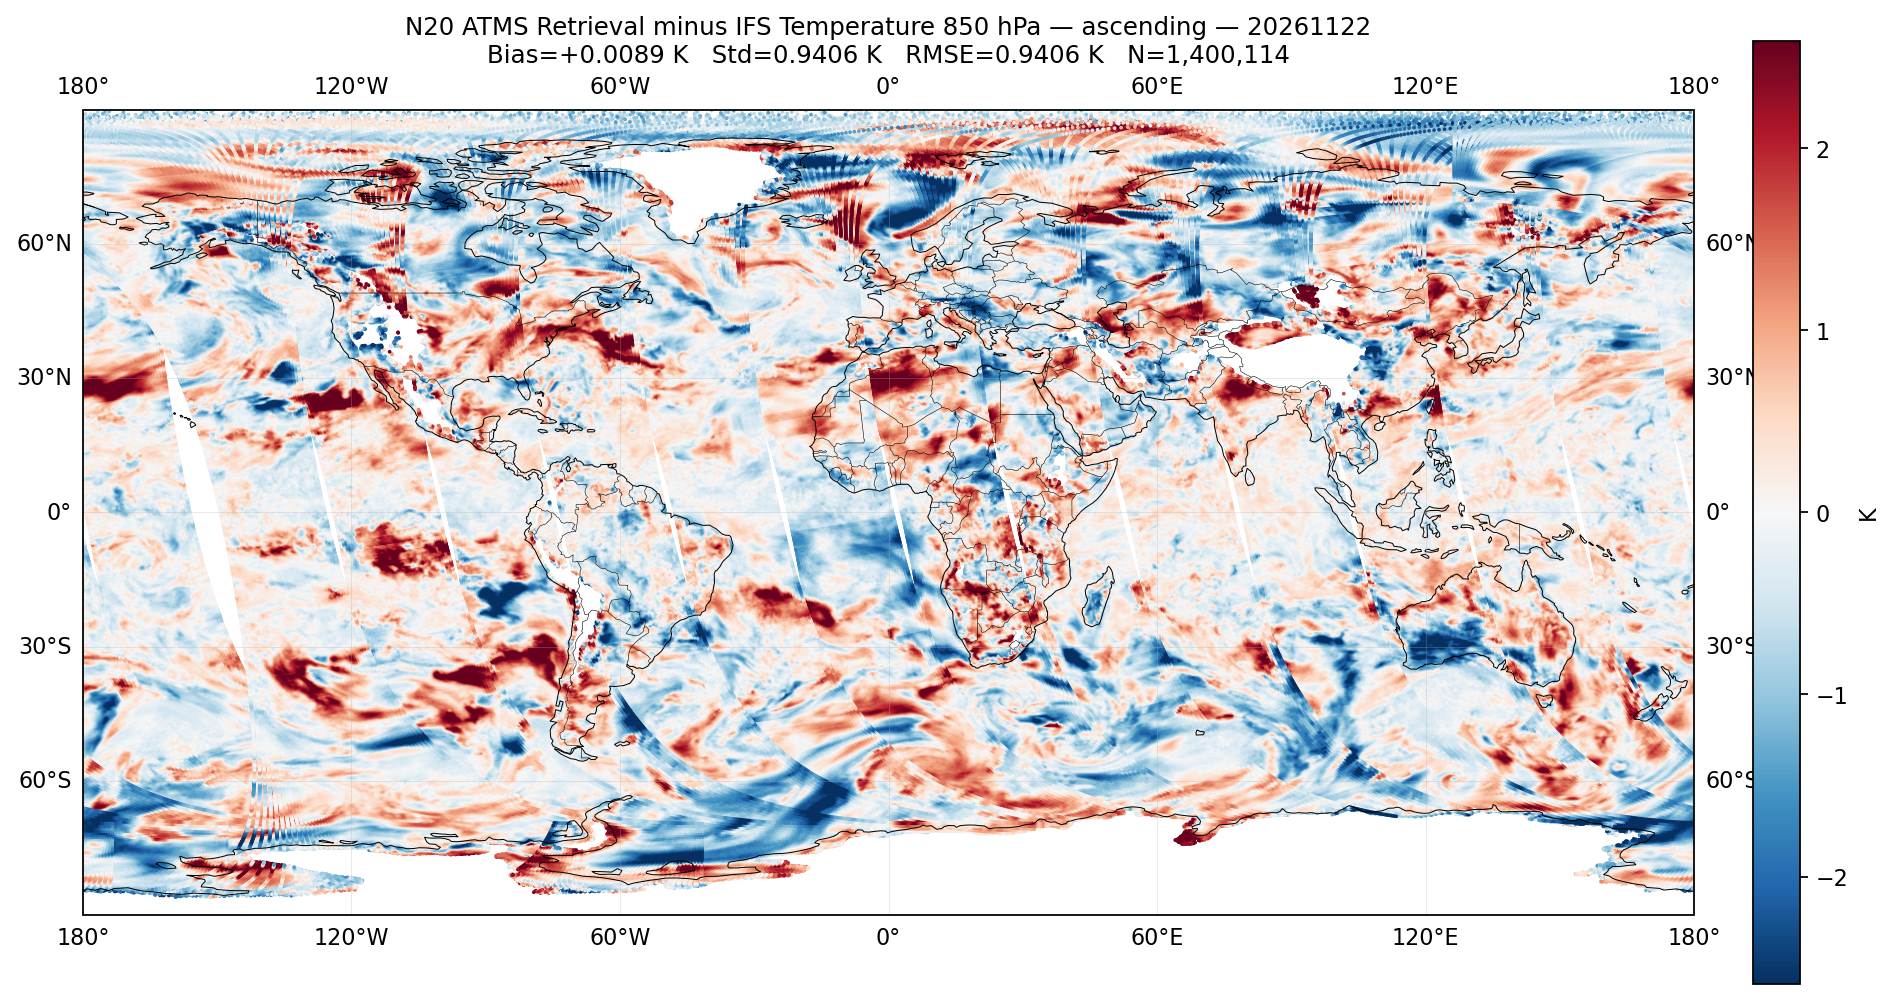 N20 ATMS Retrieval minus IFS Temperature 850 hPa — ascending — 20261122
Bias=+0.0089 K   Std=0.9406 K   RMSE=0.9406 K   N=1,400,114
180° 120°W 60°W 0° 60°E 120°E 180°
60°N 60°N
30°N 30°N
0° 0°
30°S 30°S
60°S 60°S
180° 120°W 60°W 0° 60°E 120°E 180°
2
1
0
−1
−2
K